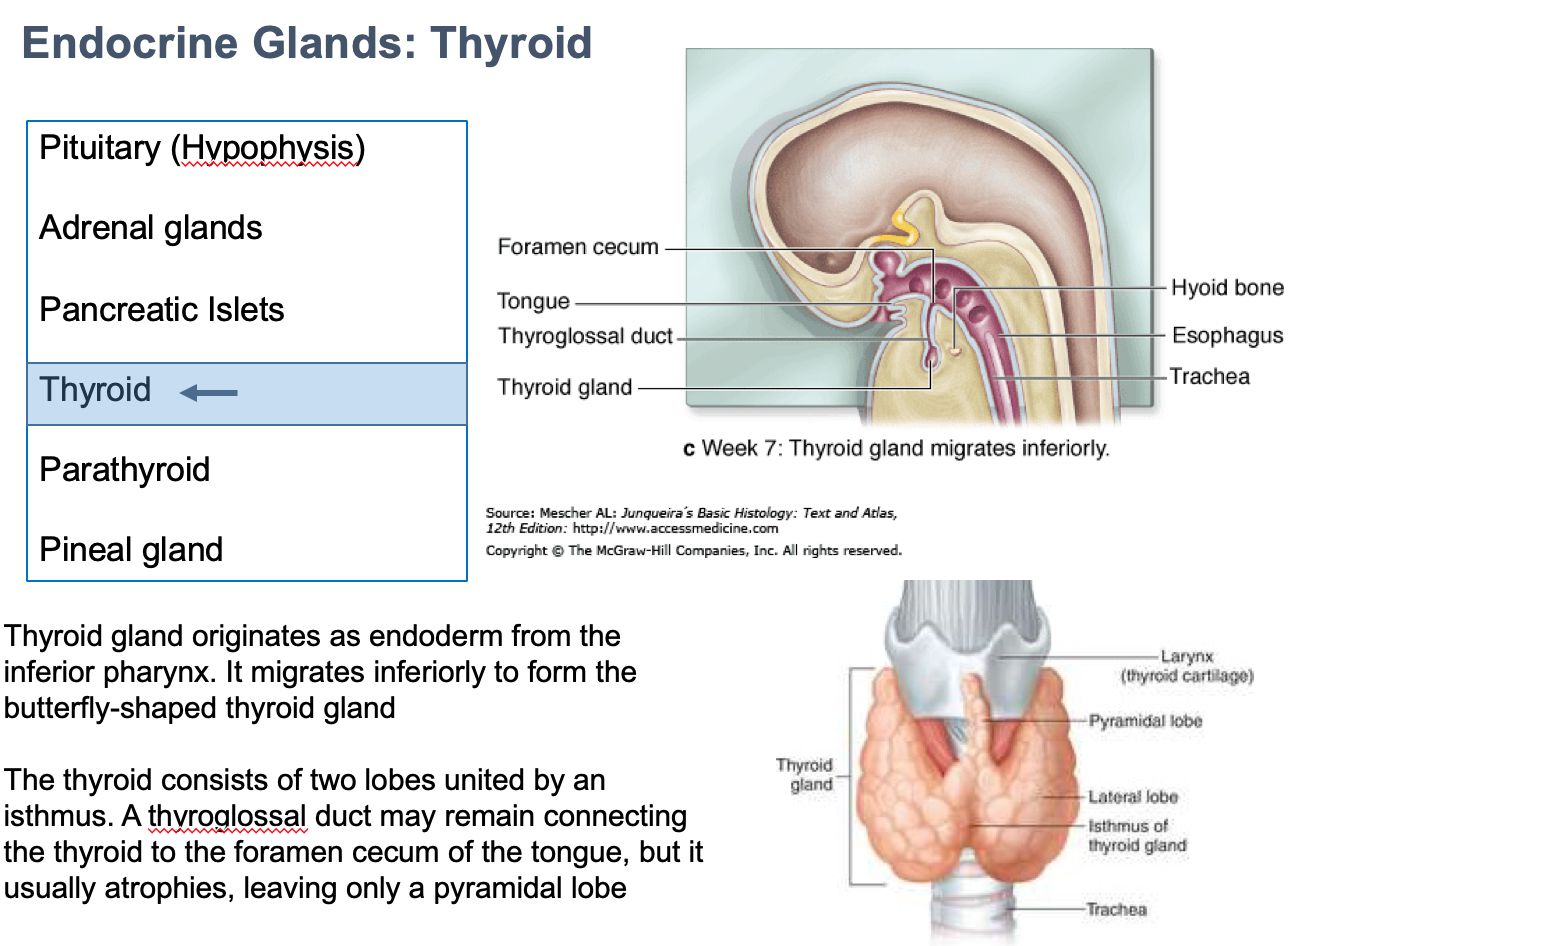 Endocrine Glands: Thyroid
Pituitary (Hypophysis)
Adrenal glands
Pancreatic Islets
Thyroid
Parathyroid
Pineal gland
Foramen cecum
Tongue
Thyroglossal duct
Thyroid gland
Hyoid bone
Esophagus
Trachea
c Week 7: Thyroid gland migrates inferiorly.
Source: Mescher AL: Junqueira´s Basic Histology: Text and Atlas,
12th Edition: http://www.accessmedicine.com
Copyright © The McGraw-Hill Companies, Inc. All rights reserved.
Thyroid gland originates as endoderm from the
inferior pharynx. It migrates inferiorly to form the
butterfly-shaped thyroid gland
The thyroid consists of two lobes united by an
isthmus. A thyroglossal duct may remain connecting
the thyroid to the foramen cecum of the tongue, but it
usually atrophies, leaving only a pyramidal lobe
Larynx
(thyroid cartilage)
Pyramidal lobe
Thyroid
gland
Lateral lobe
Isthmus of
thyroid gland
Trachea